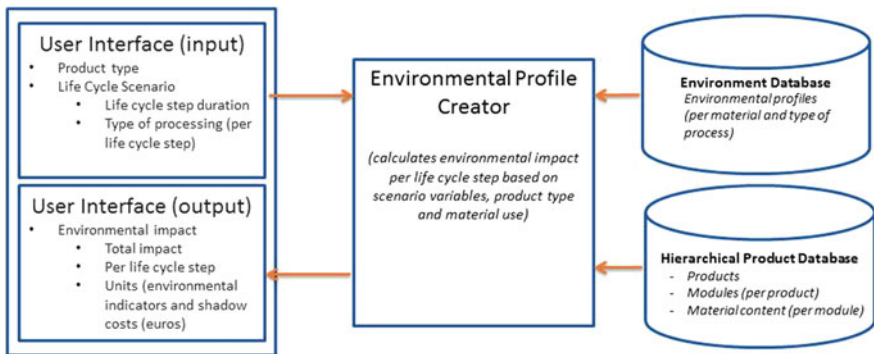 User Interface (input)
• Product type
• Life Cycle Scenario
• Life cycle step duration
• Type of processing (per
life cycle step)
User Interface (output)
• Environmental impact
• Total impact
• Per life cycle step
• Units (environmental
indicators and shadow
costs (euros)
Environmental Profile
Creator
(calculates environmental impact
per life cycle step based on
scenario variables, product type
and material use)
Environment Database
Environmental profiles
(per material and type of
process)
Hierarchical Product Database
- Products
- Modules (per product)
- Material content (per module)